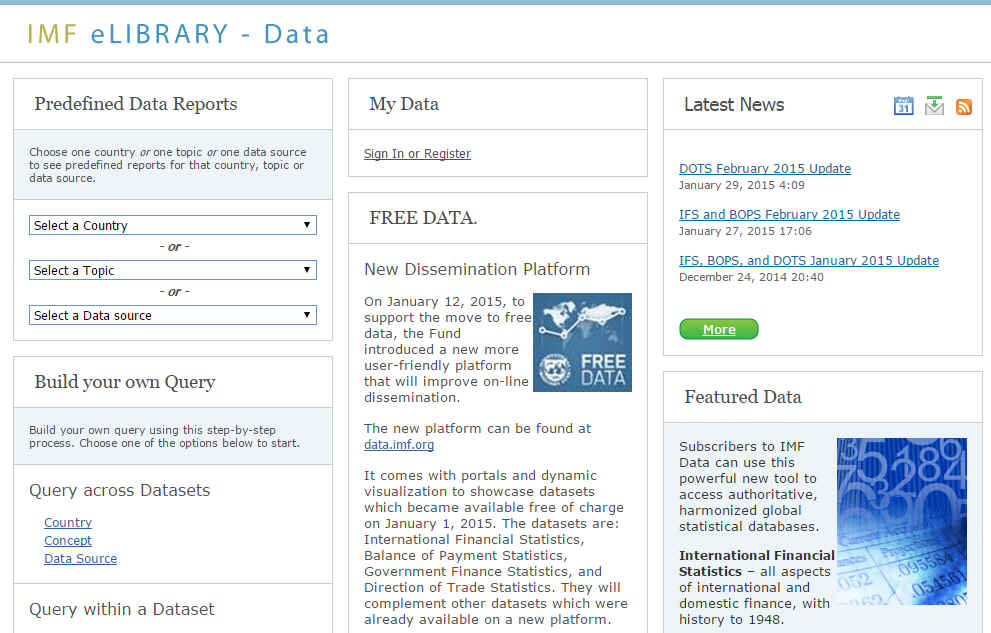 IMF eLIBRARY - Data
Predefined Data Reports
Choose one country or one topic or one data source
to see predefined reports for that country, topic or
data source.
Select a Country
- or -
Select a Topic
- or -
Select a Data source
Build your own Query
Build your own query using this step-by-step
process. Choose one of the options below to start.
Query across Datasets
Country
Concept
Data Source
Query within a Dataset
My Data
Sign In or Register
FREE DATA.
New Dissemination Platform
On January 12, 2015, to
support the move to free
data, the Fund
introduced a new more
user-friendly platform
that will improve on-line
dissemination.
FREE
DATA
The new platform can be found at
data.imf.org
It comes with portals and dynamic
visualization to showcase datasets
which became available free of charge
on January 1, 2015. The datasets are:
International Financial Statistics,
Balance of Payment Statistics,
Government Finance Statistics, and
Direction of Trade Statistics. They will
complement other datasets which were
already available on a new platform.
Latest News
31
DOTS February 2015 Update
January 29, 2015 4:09
IFS and BOPS February 2015 Update
January 27, 2015 17:06
IFS, BOPS, and DOTS January 2015 Update
December 24, 2014 20:40
More
Featured Data
Subscribers to IMF
Data can use this
powerful new tool to
access authoritative,
harmonized global
statistical databases.
International Financial
Statistics – all aspects
of international and
domestic finance, with
history to 1948.